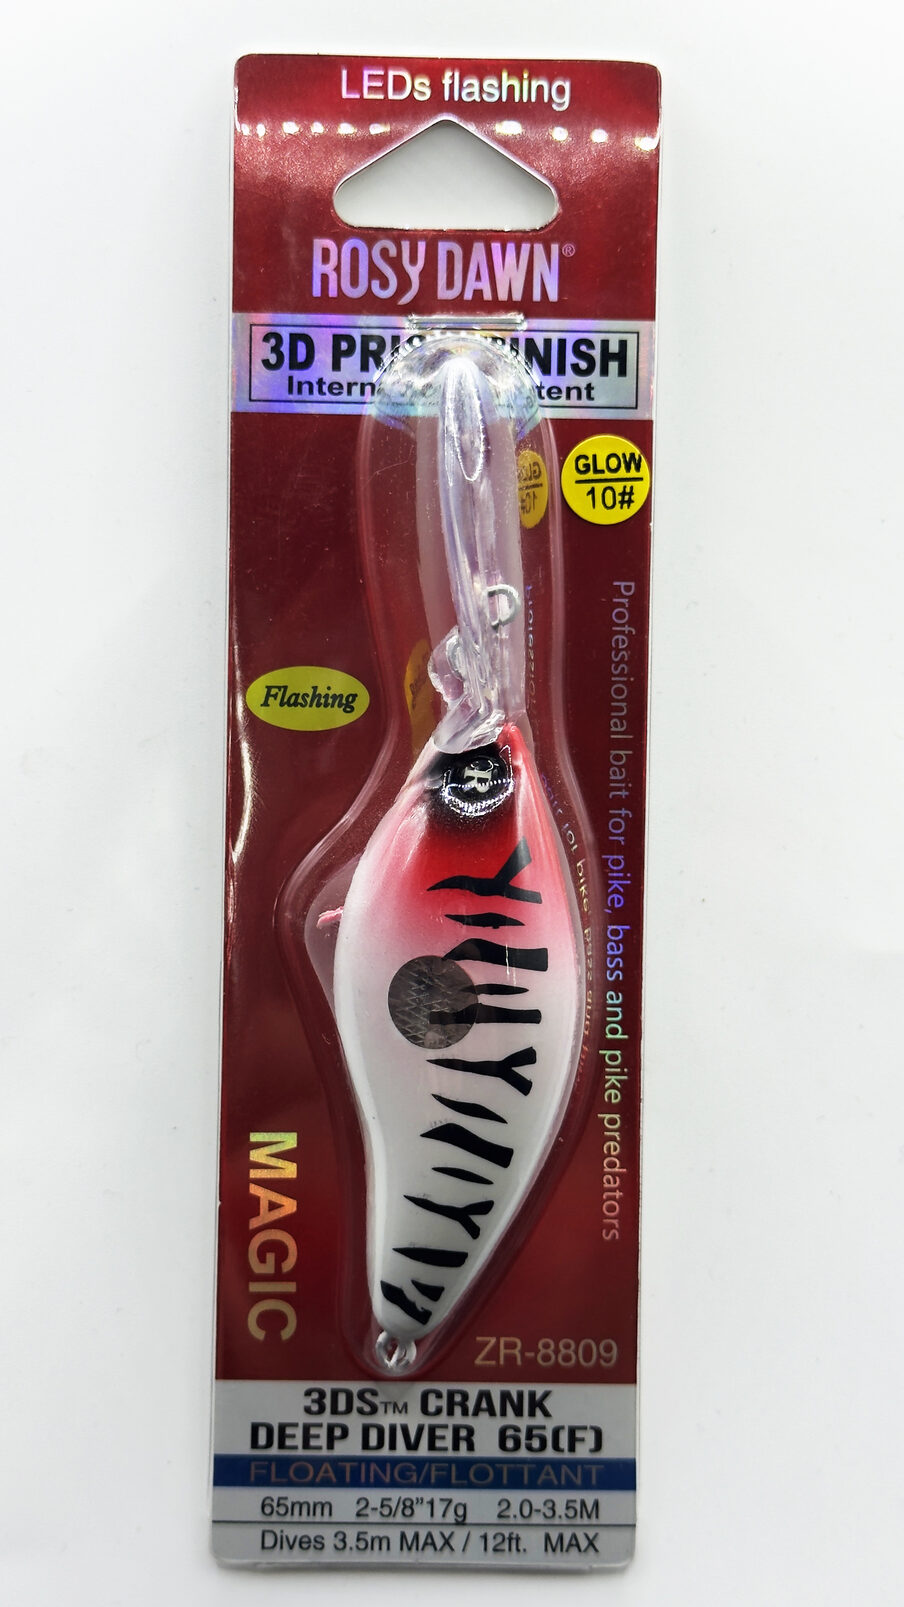 LEDs flashing
ROSY DAWN®
3D PRISM FINISH
GLOW
10#
Flashing
Professional bait for pike, bass and pike predators
R
MAGIC
ZR-8809
3DS™ CRANK
DEEP DIVER 65(F)
FLOATING/FLOTTANT
65mm 2-5/8"17g 2.0-3.5M
Dives 3.5m MAX / 12ft. MAX